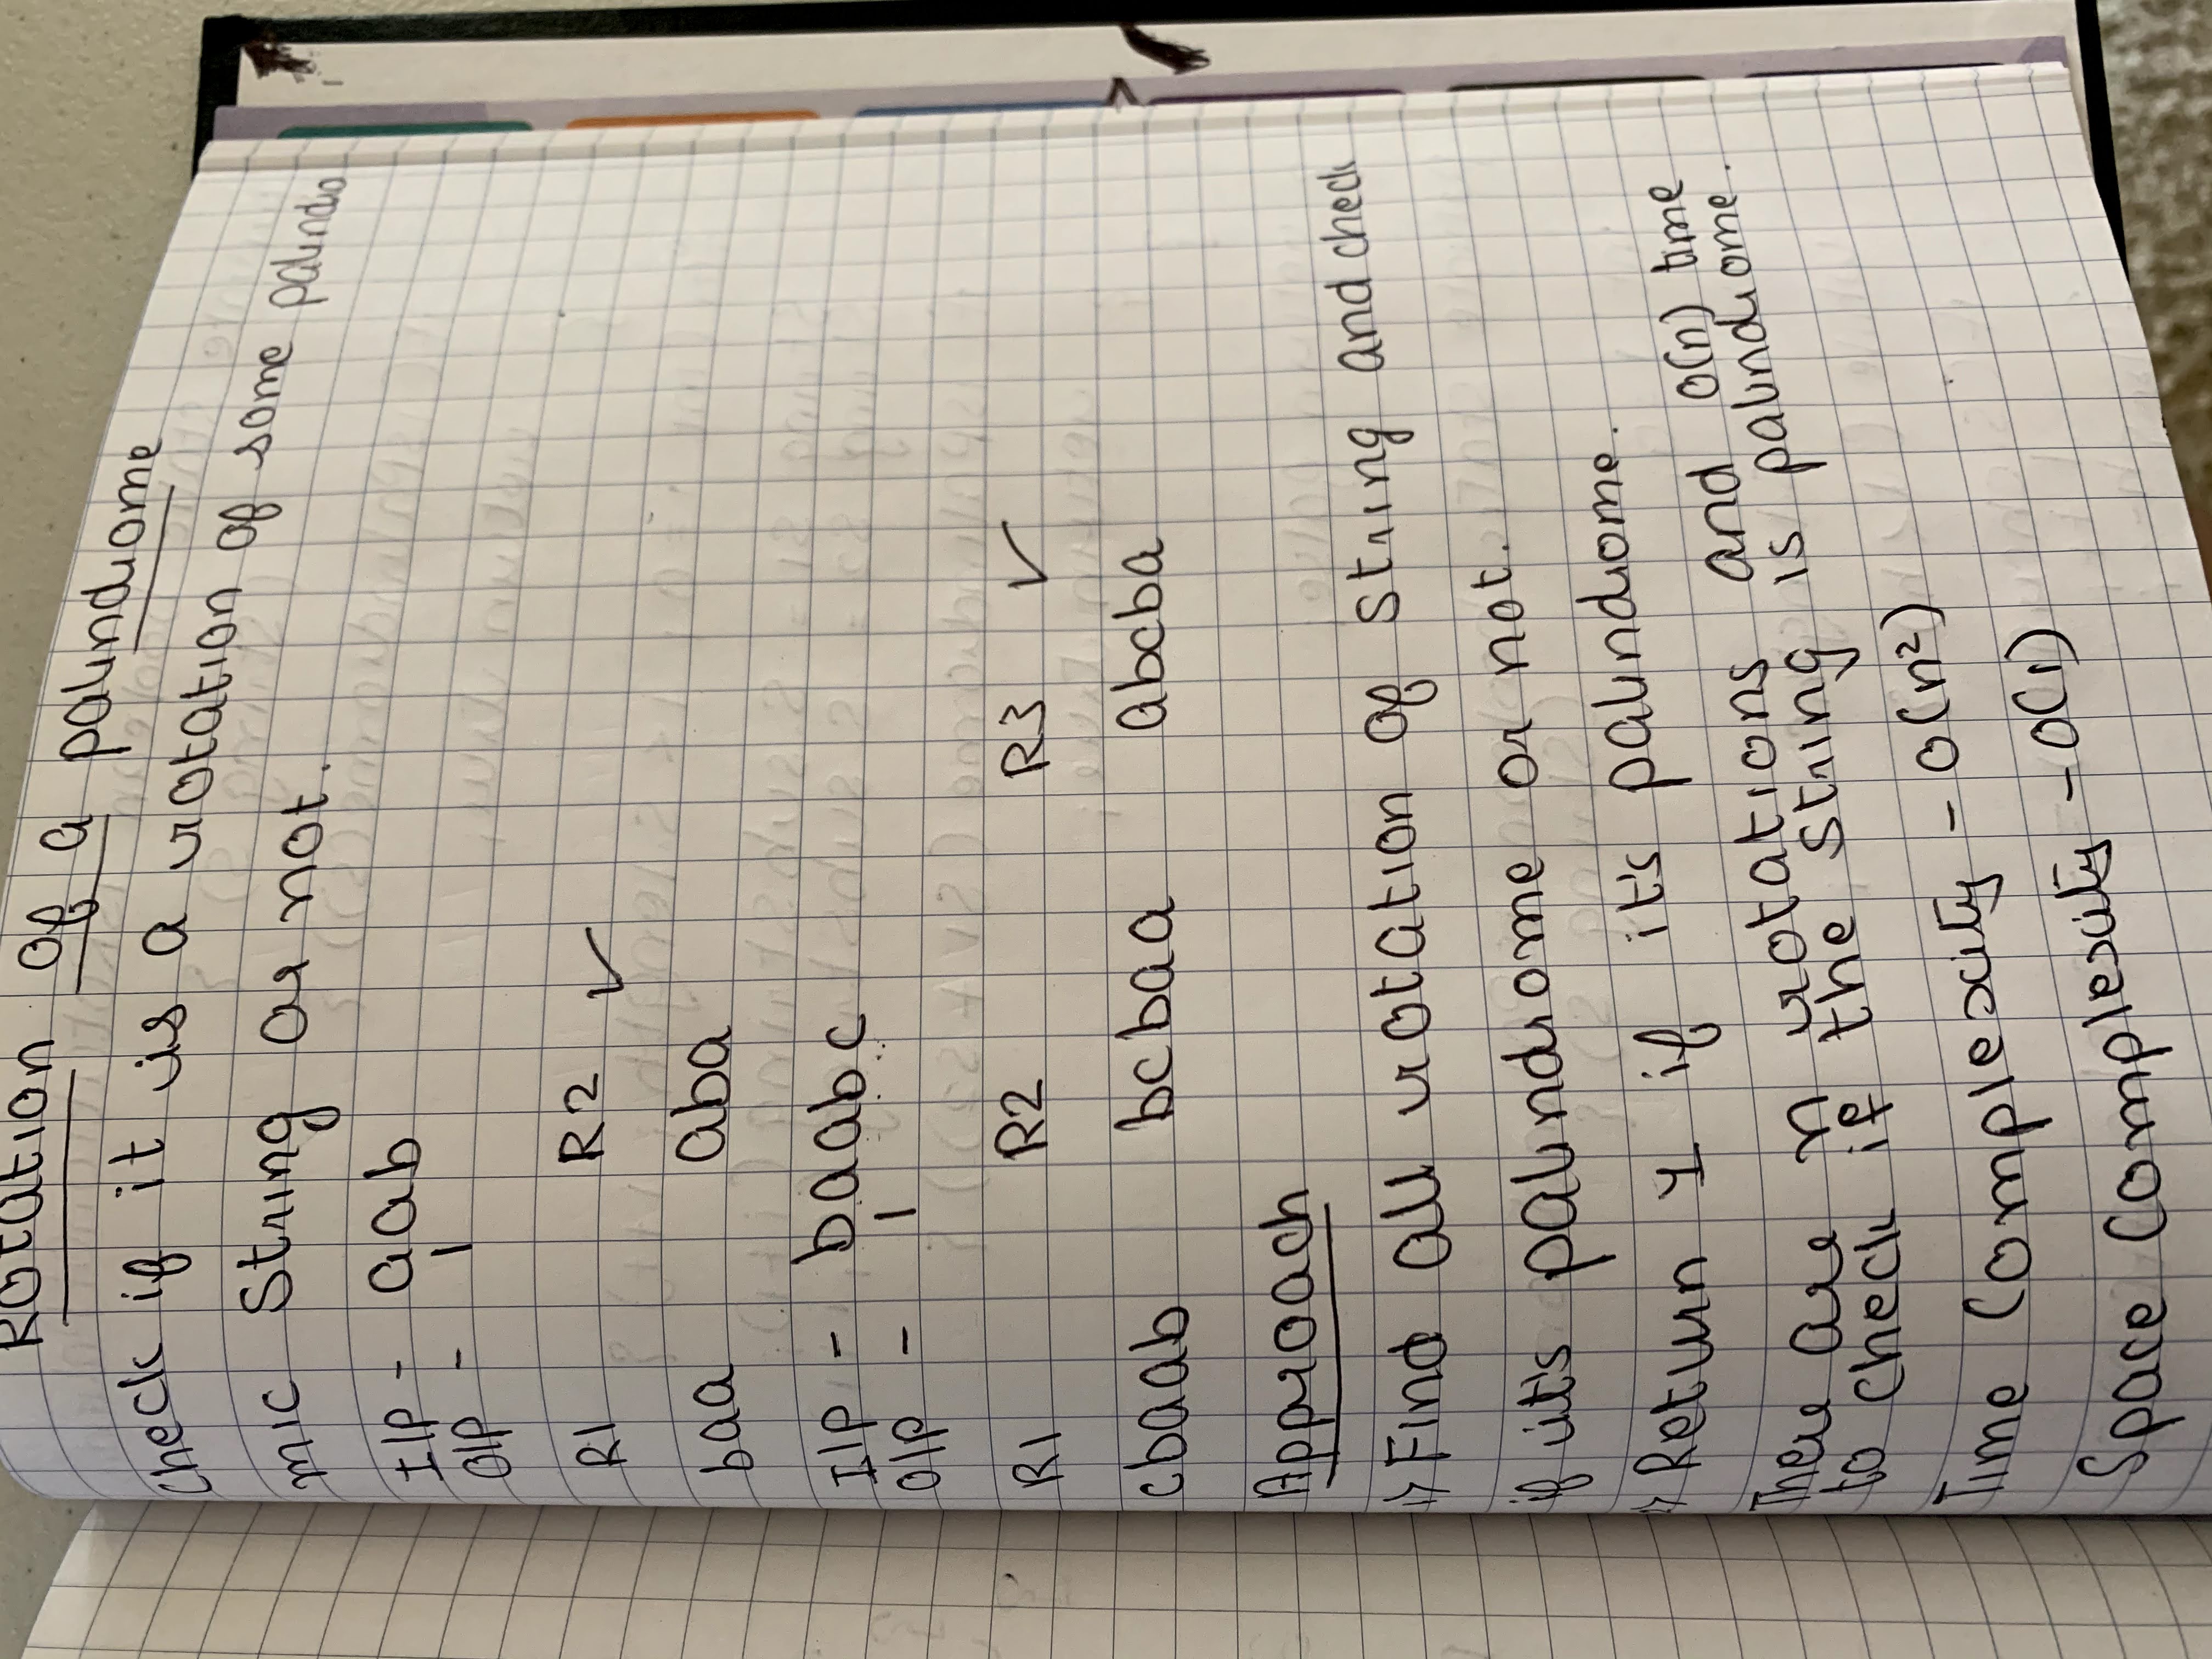 Rotation of a palindrome
Check if it is a rotation of some palindro
mic String or not.
I/P - aab
O/P - 1
R1 R2 ✓
baa aba
I/P - baabc
O/P - 1
R1 R2 R3 ✓
cbaab bcbaa abcba
Approach
1> Find all rotation of string and check
if it's palindrome or not.
> Return 1 if it's palindrome.
There are n rotations and O(n) time
to check if the string is palindrome.
Time Complexity - O(n²)
Space Complexity - O(1)